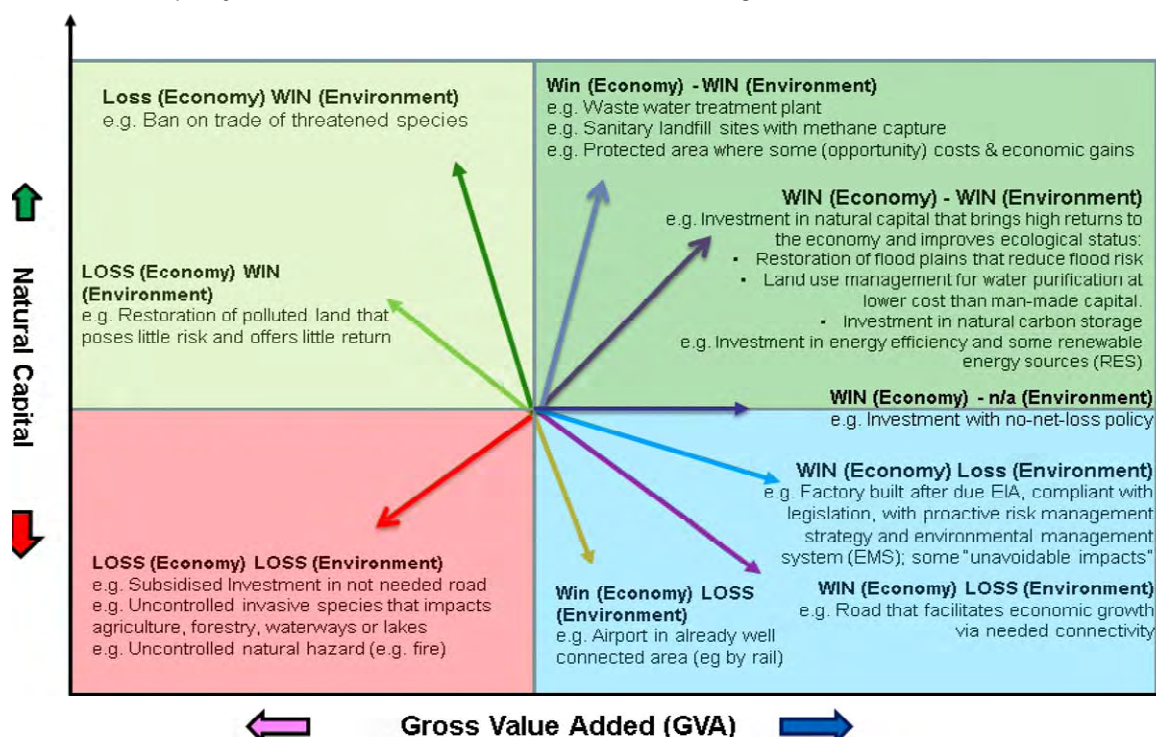 Loss (Economy) WIN (Environment)
e.g. Ban on trade of threatened species
LOSS (Economy) WIN
(Environment)
e.g. Restoration of polluted land that
poses little risk and offers little return
Win (Economy) - WIN (Environment)
e.g. Waste water treatment plant
e.g. Sanitary landfill sites with methane capture
e.g. Protected area where some (opportunity) costs & economic gains
WIN (Economy) - WIN (Environment)
e.g. Investment in natural capital that brings high returns to
the economy and improves ecological status:
• Restoration of flood plains that reduce flood risk
• Land use management for water purification at
lower cost than man-made capital.
• Investment in natural carbon storage
e.g. Investment in energy efficiency and some renewable
energy sources (RES)
WIN (Economy) - n/a (Environment)
e.g. Investment with no-net-loss policy
WIN (Economy) Loss (Environment)
e.g. Factory built after due EIA, compliant with
legislation, with proactive risk management
strategy and environmental management
system (EMS); some "unavoidable impacts"
WIN (Economy) LOSS (Environment)
e.g. Road that facilitates economic growth
via needed connectivity
Win (Economy) LOSS
(Environment)
e.g. Airport in already well
connected area (eg by rail)
LOSS (Economy) LOSS (Environment)
e.g. Subsidised Investment in not needed road
e.g. Uncontrolled invasive species that impacts
agriculture, forestry, waterways or lakes
e.g. Uncontrolled natural hazard (e.g. fire)
Natural Capital
Gross Value Added (GVA)